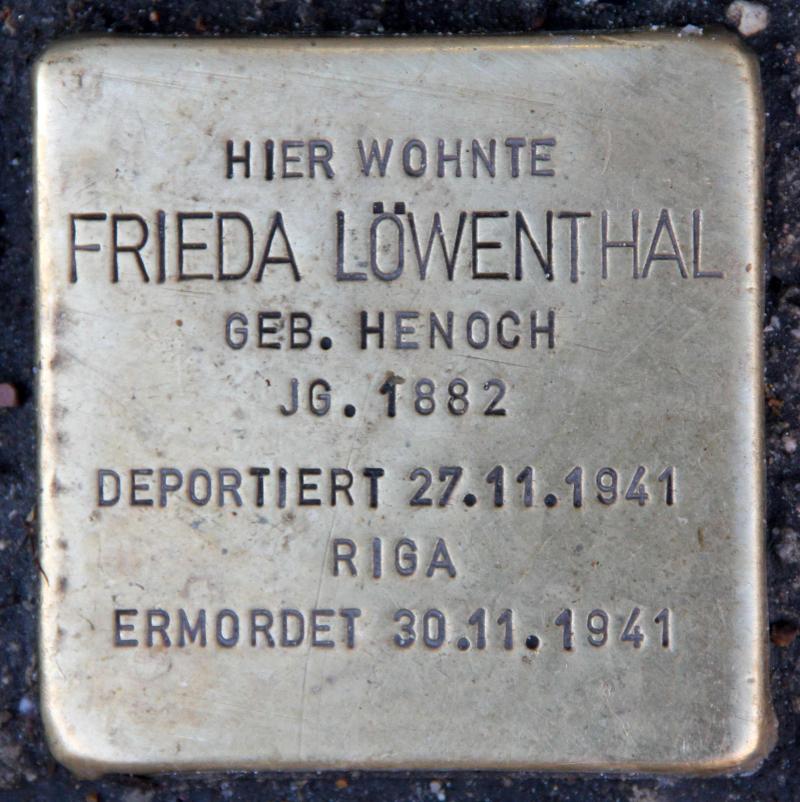 HIER WOHNTE
FRIEDA LÖWENTHAL
GEB. HENOCH
JG. 1882
DEPORTIERT 27.11.1941
RIGA
ERMORDET 30.11.1941